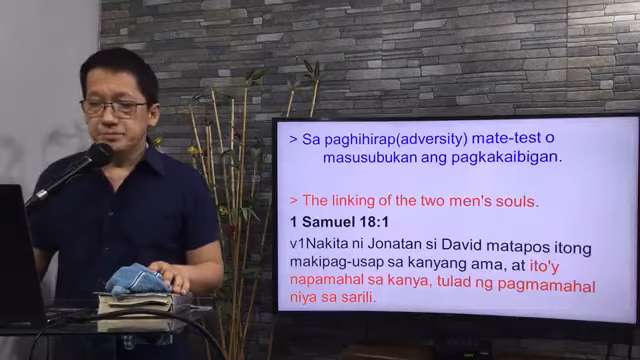 > Sa paghihirap(adversity) mate-test o
masusubukan ang pagkakaibigan.
> The linking of the two men's souls.
1 Samuel 18:1
v1Nakita ni Jonatan si David matapos itong
makipag-usap sa kanyang ama, at ito'y
napamahal sa kanya, tulad ng pagmamahal
niya sa sarili.